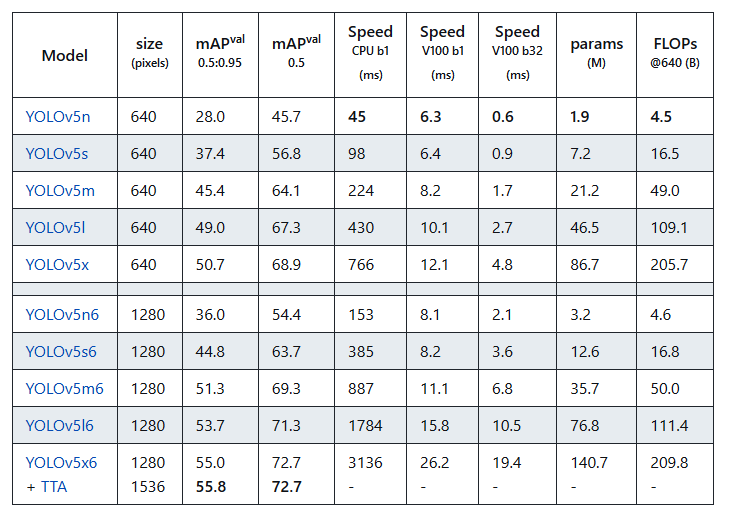 Model size (pixels) mAPval 0.5:0.95 mAPval 0.5 Speed CPU b1 (ms) Speed V100 b1 (ms) Speed V100 b32 (ms) params (M) FLOPs @640 (B)
YOLOv5n 640 28.0 45.7 45 6.3 0.6 1.9 4.5
YOLOv5s 640 37.4 56.8 98 6.4 0.9 7.2 16.5
YOLOv5m 640 45.4 64.1 224 8.2 1.7 21.2 49.0
YOLOv5l 640 49.0 67.3 430 10.1 2.7 46.5 109.1
YOLOv5x 640 50.7 68.9 766 12.1 4.8 86.7 205.7
YOLOv5n6 1280 36.0 54.4 153 8.1 2.1 3.2 4.6
YOLOv5s6 1280 44.8 63.7 385 8.2 3.6 12.6 16.8
YOLOv5m6 1280 51.3 69.3 887 11.1 6.8 35.7 50.0
YOLOv5l6 1280 53.7 71.3 1784 15.8 10.5 76.8 111.4
YOLOv5x6 1280 55.0 72.7 3136 26.2 19.4 140.7 209.8
+ TTA 1536 55.8 72.7 - - - - -